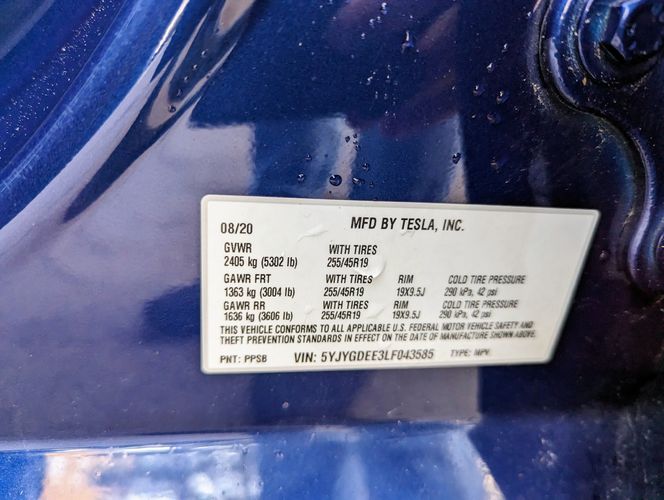 08/20 MFD BY TESLA, INC.
GVWR WITH TIRES
2405 kg (5302 lb) 255/45R19
GAWR FRT WITH TIRES RIM COLD TIRE PRESSURE
1363 kg (3004 lb) 255/45R19 19X9.5J 290 kPa, 42 psi
GAWR RR WITH TIRES RIM COLD TIRE PRESSURE
1636 kg (3606 lb) 255/45R19 19X9.5J 290 kPa, 42 psi
THIS VEHICLE CONFORMS TO ALL APPLICABLE U.S. FEDERAL MOTOR VEHICLE SAFETY AND
THEFT PREVENTION STANDARDS IN EFFECT ON THE DATE OF MANUFACTURE SHOWN ABOVE.
PNT: PPSB VIN: 5YJYGDEE3LF043585 TYPE: MPV